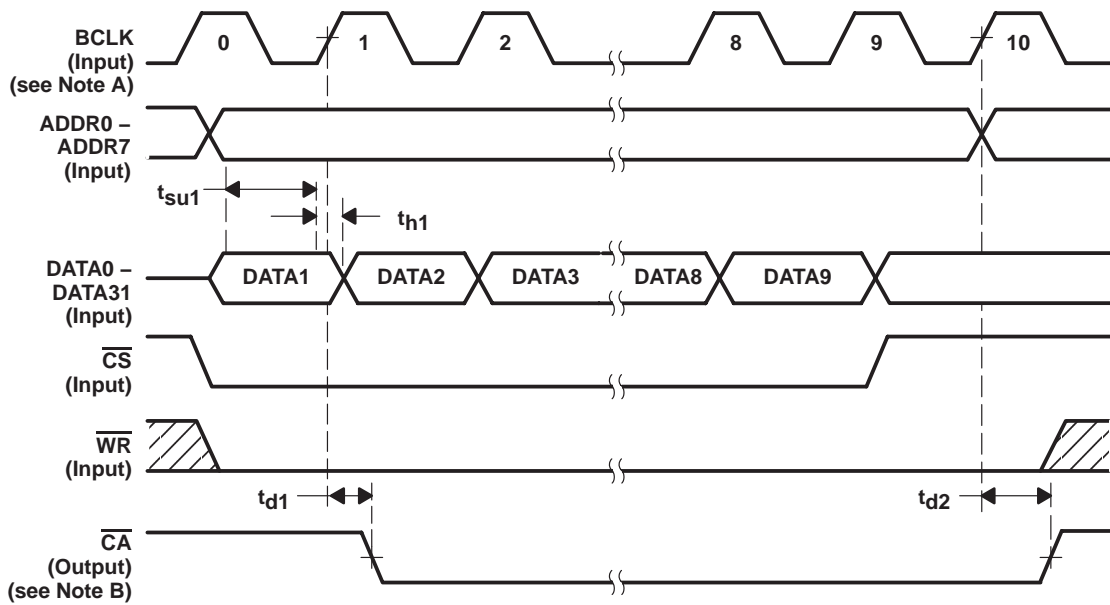 BCLK
(Input)
(see Note A)
0
1
2
8
9
10
ADDR0 –
ADDR7
(Input)
tsu1
th1
DATA0 –
DATA31
(Input)
DATA1
DATA2
DATA3
DATA8
DATA9
CS
(Input)
WR
(Input)
td1
td2
CA
(Output)
(see Note B)